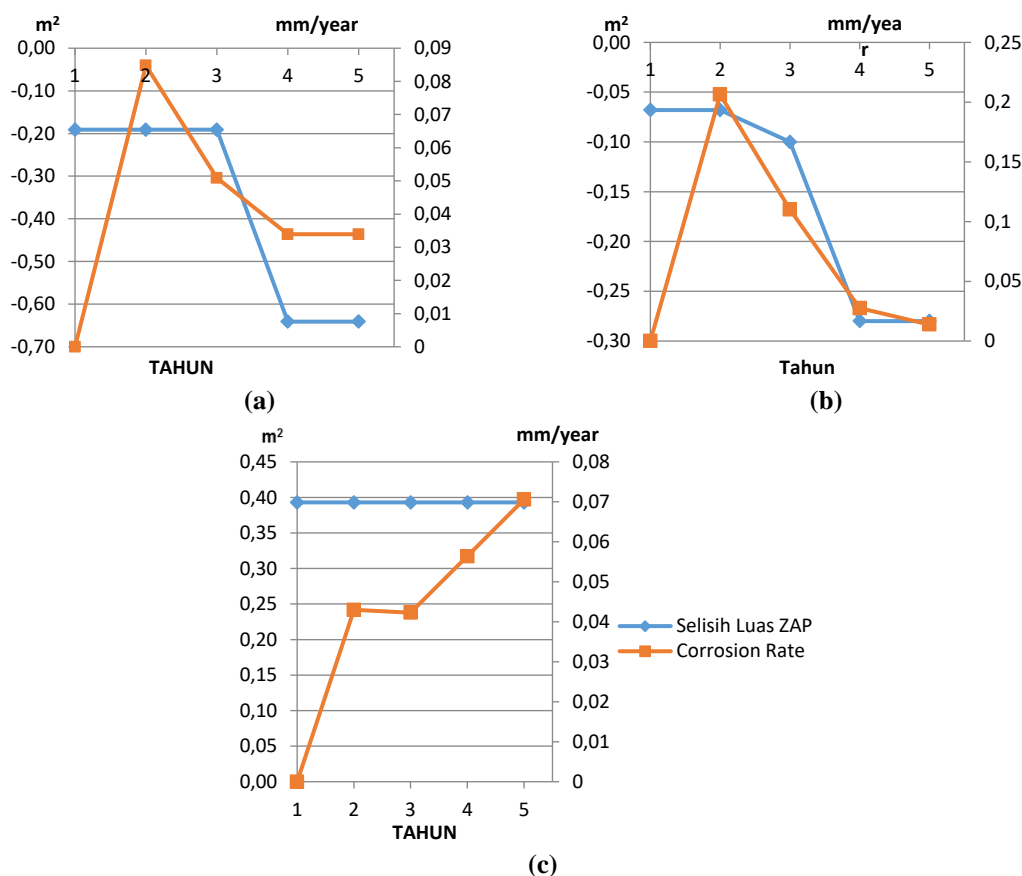 m²
mm/year
0,00
-0,10
-0,20
-0,30
-0,40
-0,50
-0,60
-0,70
1 2 3 4 5
0,09
0,08
0,07
0,06
0,05
0,04
0,03
0,02
0,01
0
TAHUN
(a)
m²
mm/yea
r
0,00
-0,05
-0,10
-0,15
-0,20
-0,25
-0,30
1 2 3 4 5
0,25
0,2
0,15
0,1
0,05
0
Tahun
(b)
m²
mm/year
0,45
0,40
0,35
0,30
0,25
0,20
0,15
0,10
0,05
0,00
0,08
0,07
0,06
0,05
0,04
0,03
0,02
0,01
0
1 2 3 4 5
TAHUN
Selisih Luas ZAP
Corrosion Rate
(c)